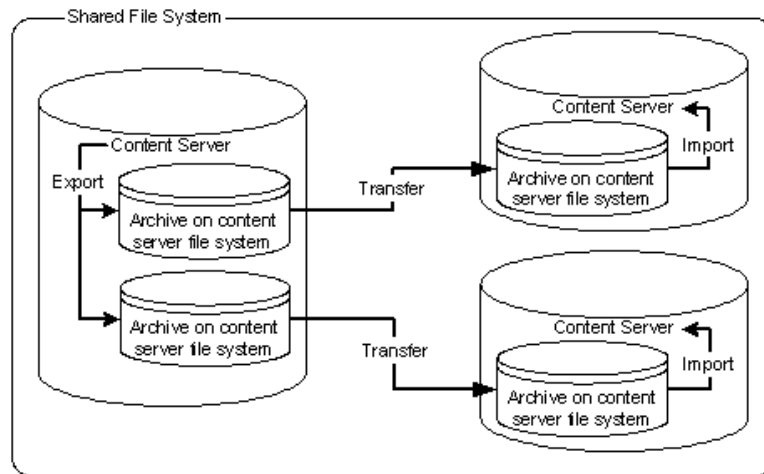 Shared File System
Content Server
Export
Archive on content
server file system
Archive on content
server file system
Transfer
Transfer
Content Server
Import
Archive on content
server file system
Content Server
Import
Archive on content
server file system